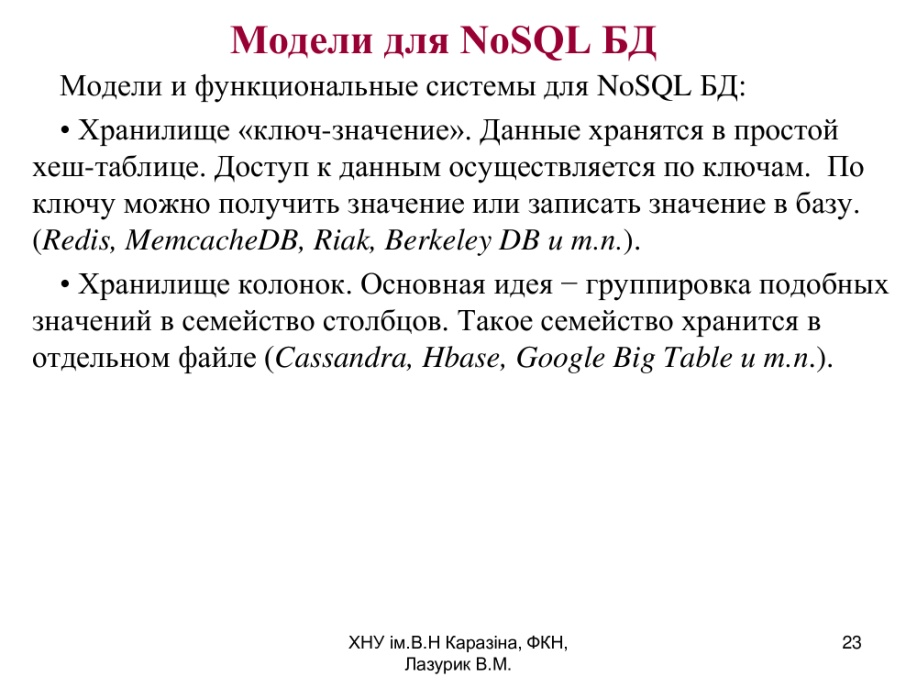 Модели для NoSQL БД
Модели и функциональные системы для NoSQL БД:
• Хранилище «ключ-значение». Данные хранятся в простой
хеш-таблице. Доступ к данным осуществляется по ключам.  По
ключу можно получить значение или записать значение в базу.
(Redis, MemcacheDB, Riak, Berkeley DB и т.п.).
• Хранилище колонок. Основная идея − группировка подобных
значений в семейство столбцов. Такое семейство хранится в
отдельном файле (Cassandra, Hbase, Google Big Table и т.п.).
ХНУ ім.В.Н Каразіна, ФКН,
Лазурик В.М.
23